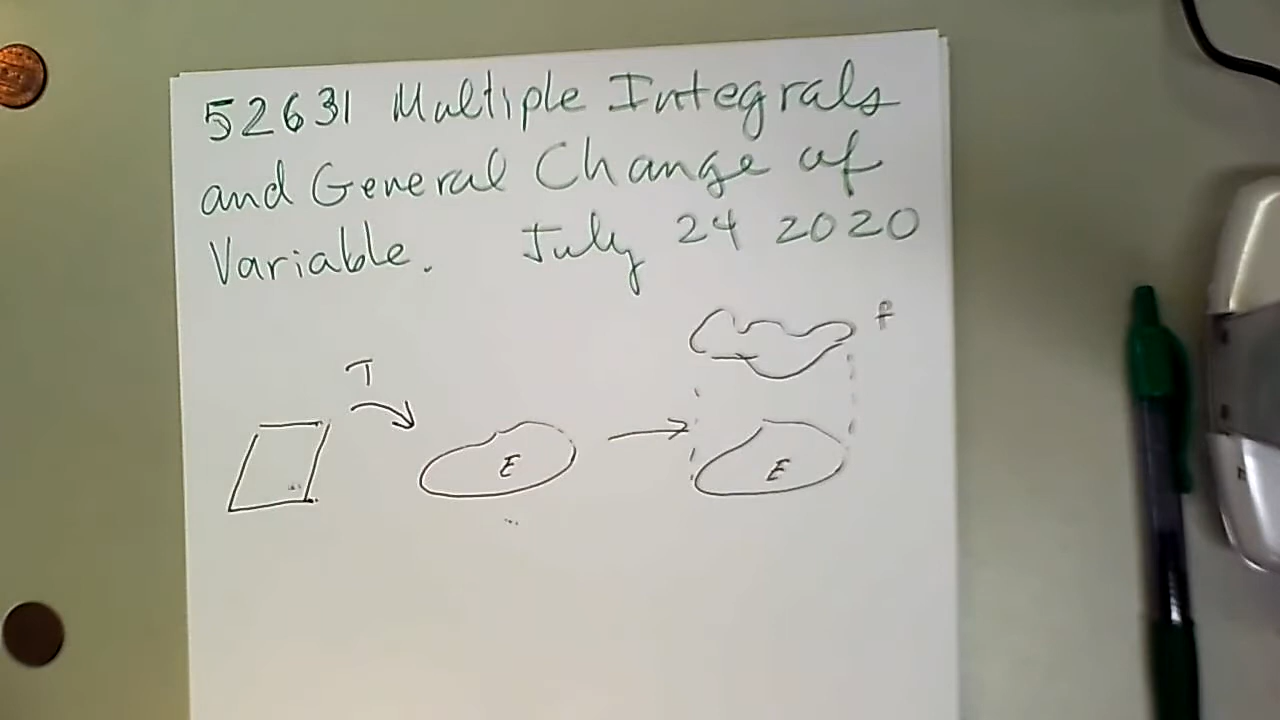 52631 Multiple Integrals
and General Change of
Variable. July 24 2020
f
T
E
E